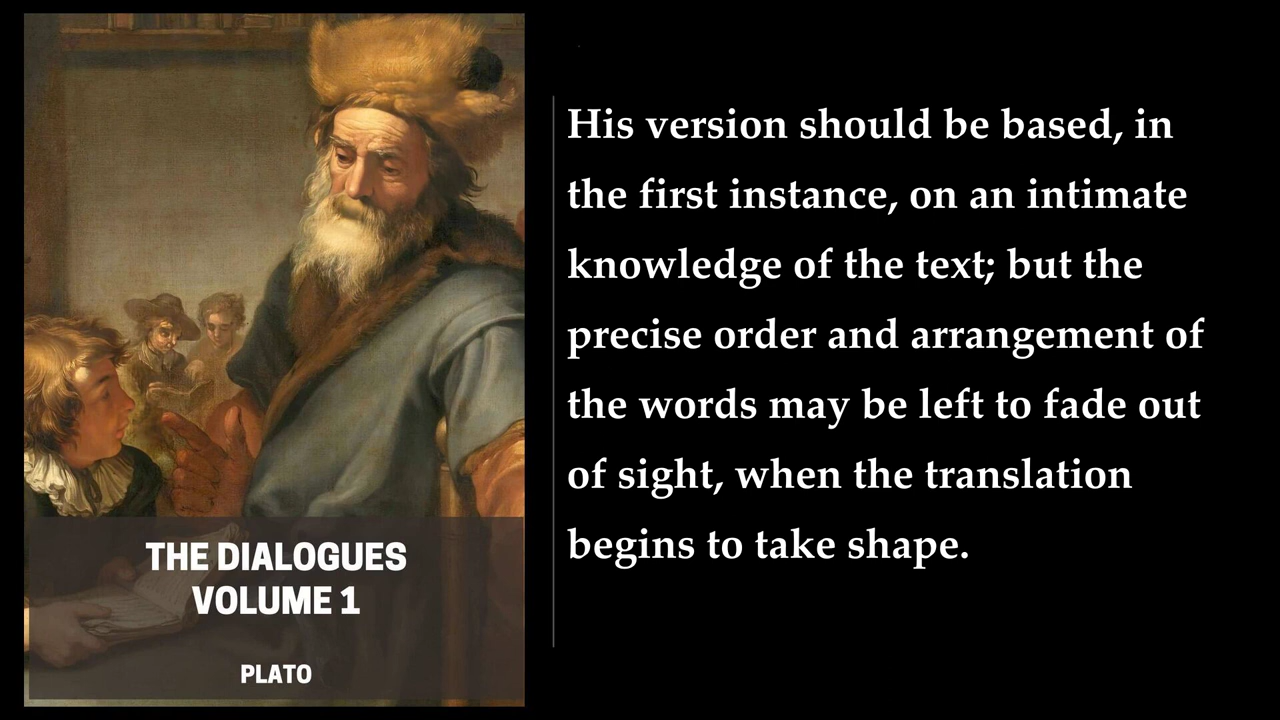 THE DIALOGUES
VOLUME 1
PLATO
His version should be based, in
the first instance, on an intimate
knowledge of the text; but the
precise order and arrangement of
the words may be left to fade out
of sight, when the translation
begins to take shape.